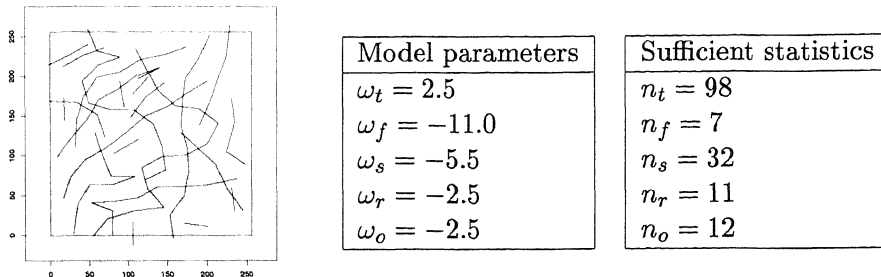 250
200
150
100
50
0
0 50 100 150 200 250
Model parameters
ω_t = 2.5
ω_f = −11.0
ω_s = −5.5
ω_r = −2.5
ω_o = −2.5
Sufficient statistics
n_t = 98
n_f = 7
n_s = 32
n_r = 11
n_o = 12